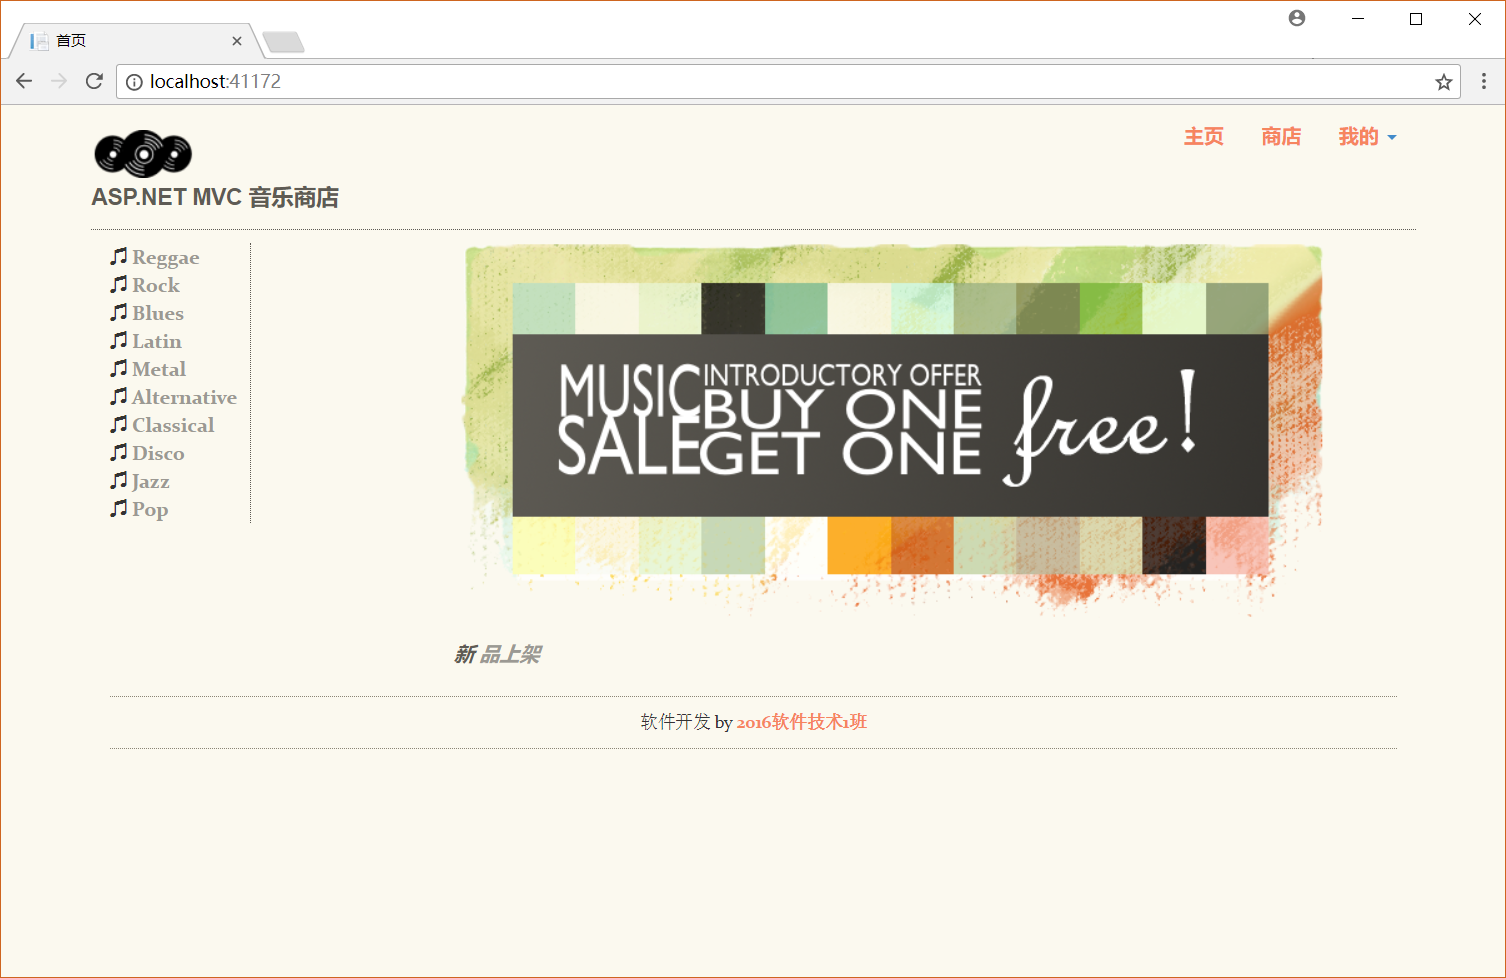 首页
localhost:41172
主页 商店 我的
ASP.NET MVC 音乐商店
Reggae
Rock
Blues
Latin
Metal
Alternative
Classical
Disco
Jazz
Pop
MUSIC SALE
INTRODUCTORY OFFER
BUY ONE
GET ONE
free!
新 品上架
软件开发 by 2016软件技术1班